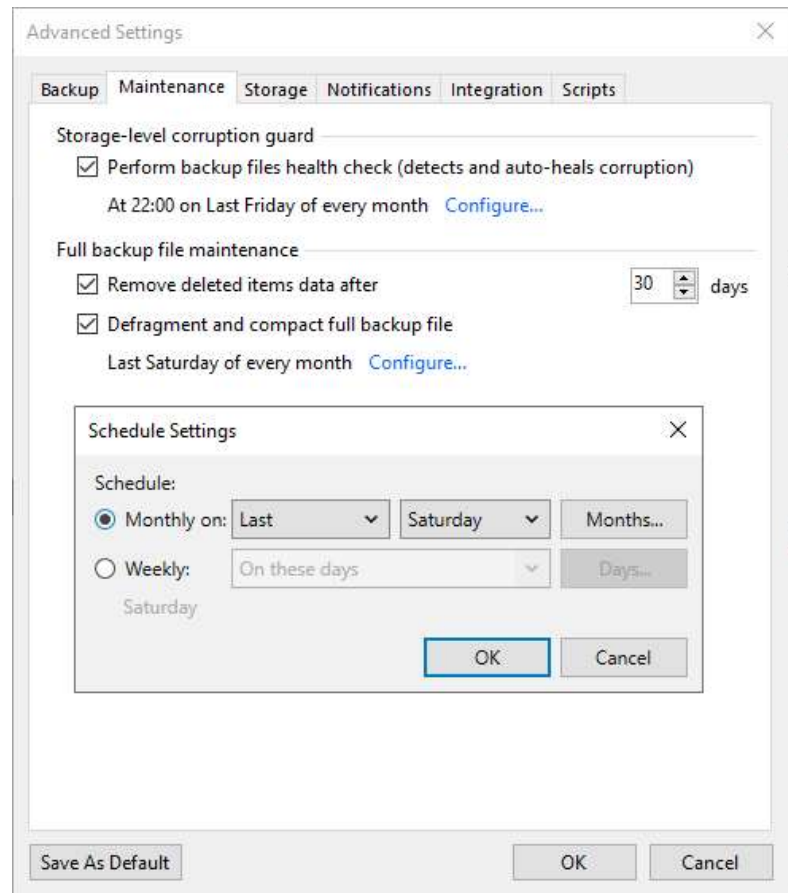 Advanced Settings
Backup Maintenance Storage Notifications Integration Scripts
Storage-level corruption guard
Perform backup files health check (detects and auto-heals corruption)
At 22:00 on Last Friday of every month Configure...
Full backup file maintenance
Remove deleted items data after 30 days
Defragment and compact full backup file
Last Saturday of every month Configure...
Schedule Settings
Schedule:
Monthly on: Last Saturday Months...
Weekly: On these days Days...
Saturday
OK Cancel
Save As Default OK Cancel